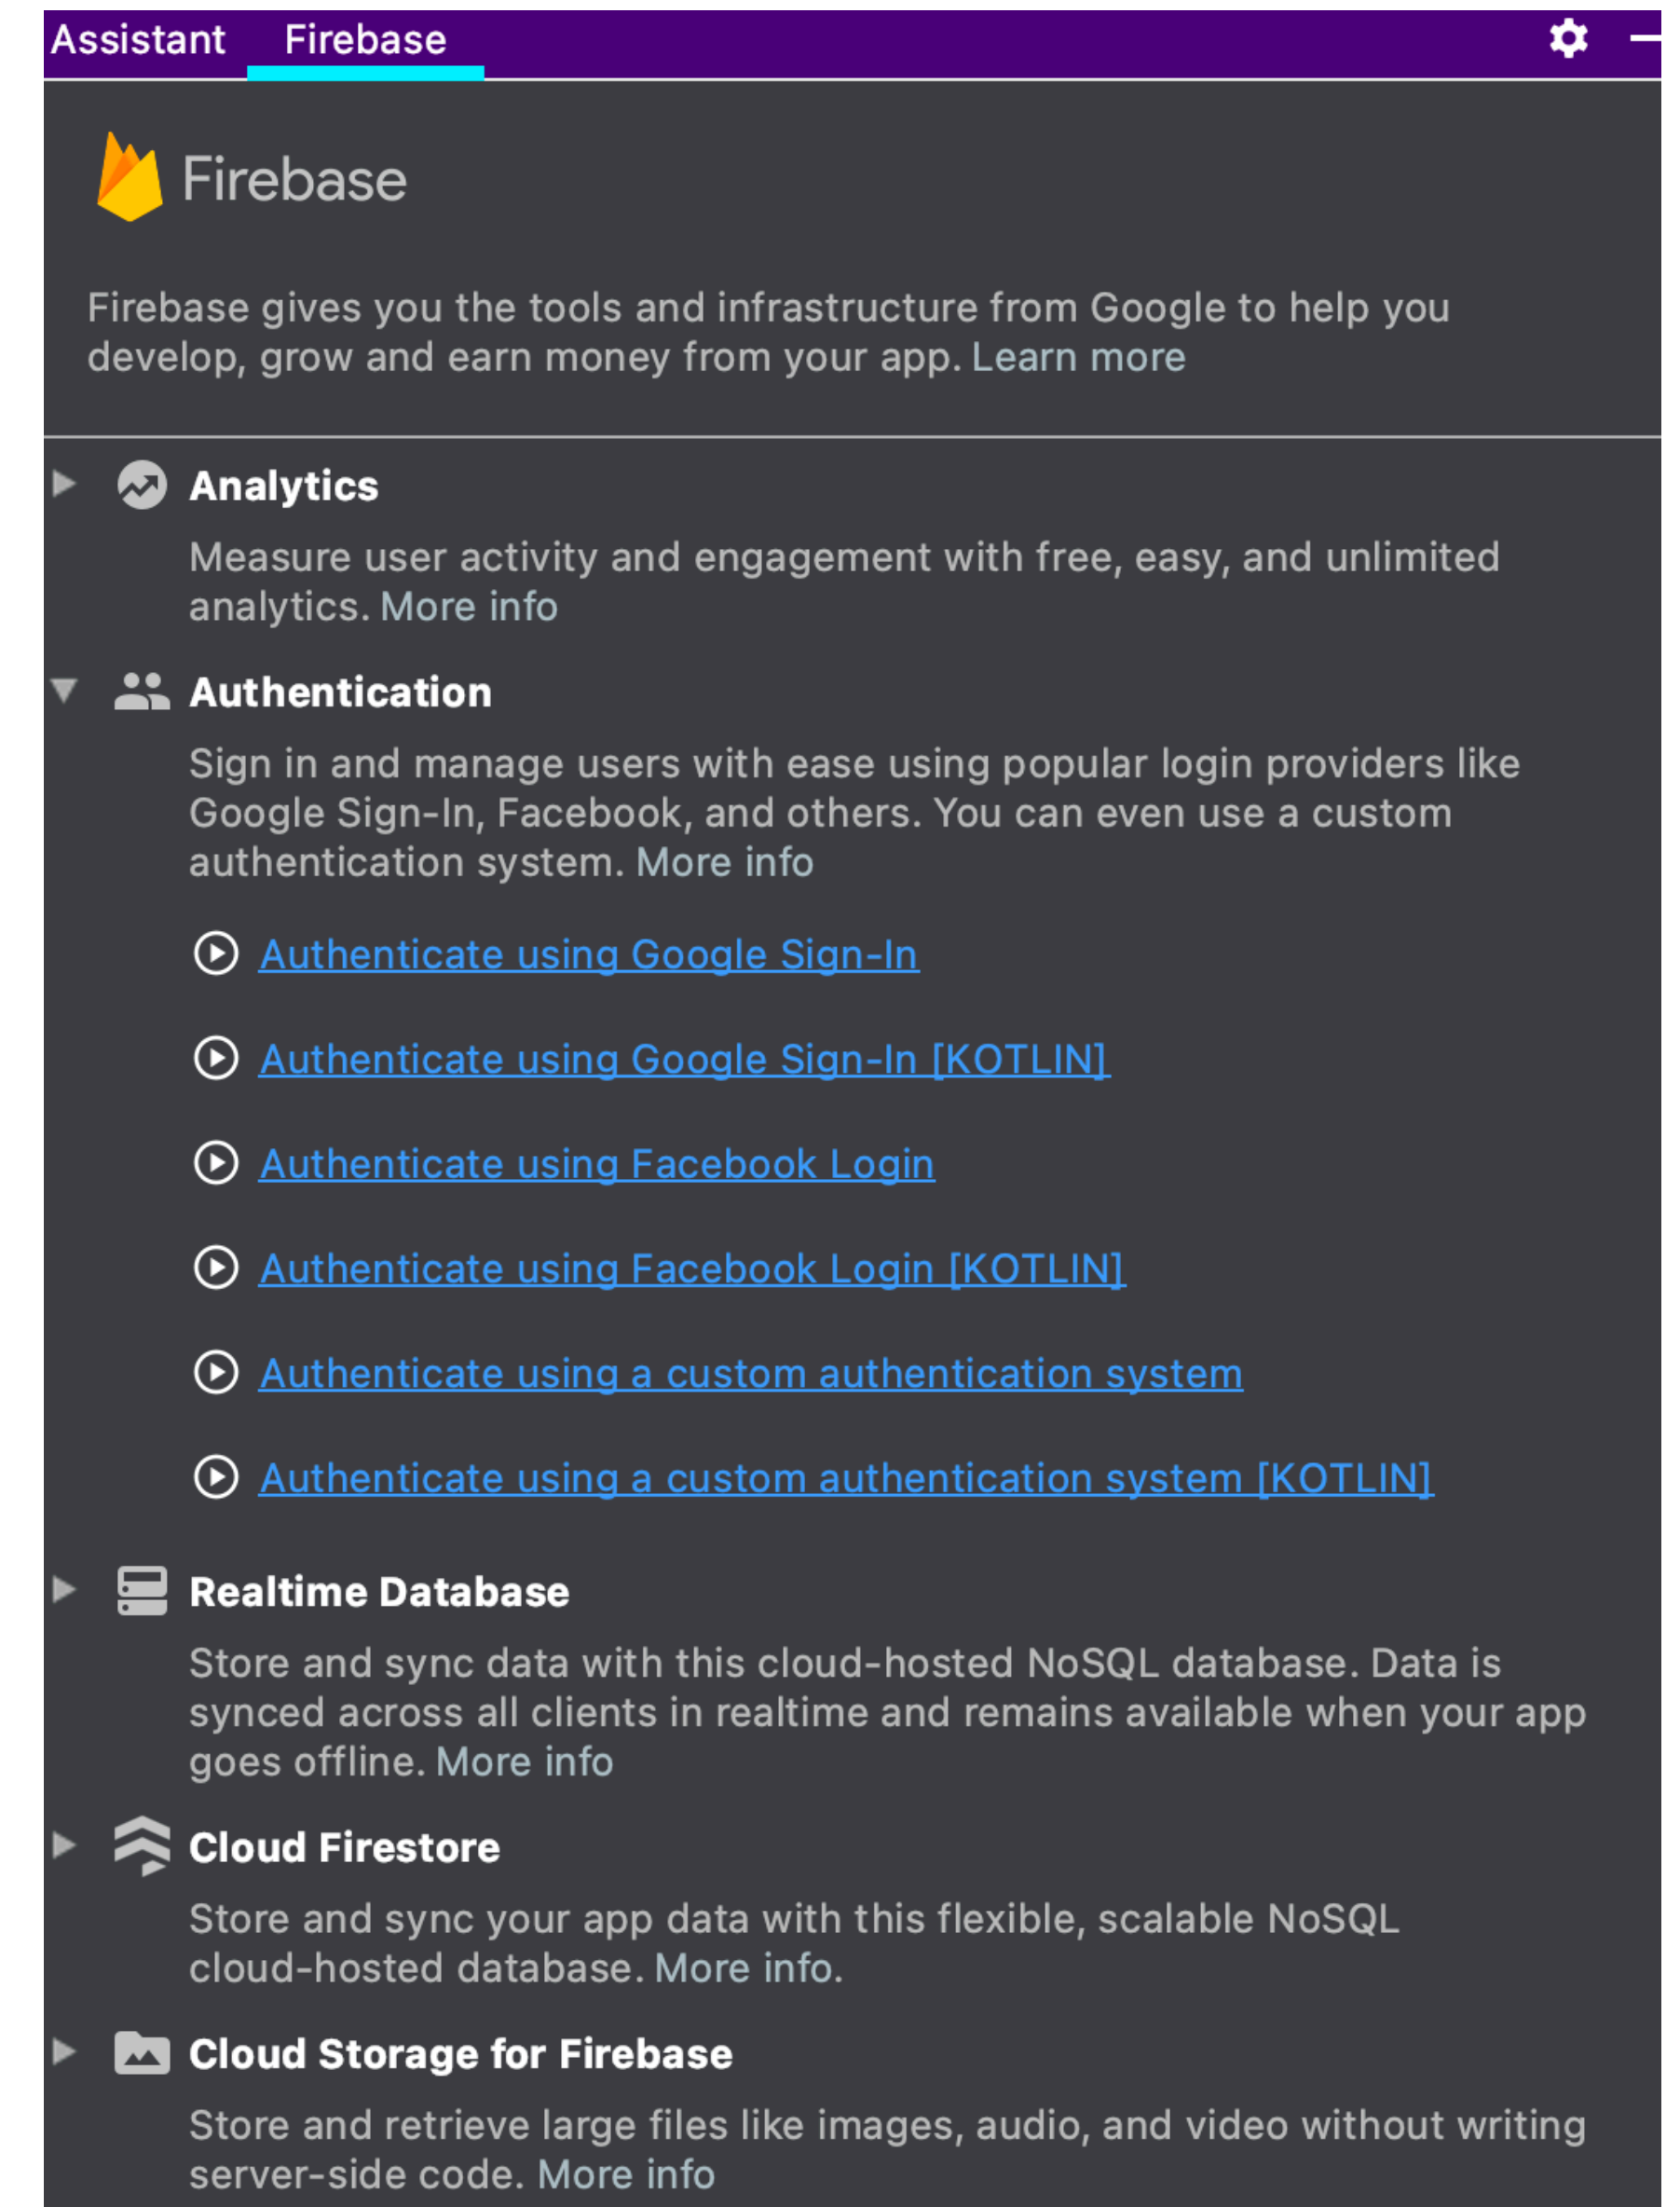 Assistant Firebase
Firebase
Firebase gives you the tools and infrastructure from Google to help you
develop, grow and earn money from your app. Learn more
Analytics
Measure user activity and engagement with free, easy, and unlimited
analytics. More info
Authentication
Sign in and manage users with ease using popular login providers like
Google Sign-In, Facebook, and others. You can even use a custom
authentication system. More info
Authenticate using Google Sign-In
Authenticate using Google Sign-In [KOTLIN]
Authenticate using Facebook Login
Authenticate using Facebook Login [KOTLIN]
Authenticate using a custom authentication system
Authenticate using a custom authentication system [KOTLIN]
Realtime Database
Store and sync data with this cloud-hosted NoSQL database. Data is
synced across all clients in realtime and remains available when your app
goes offline. More info
Cloud Firestore
Store and sync your app data with this flexible, scalable NoSQL
cloud-hosted database. More info.
Cloud Storage for Firebase
Store and retrieve large files like images, audio, and video without writing
server-side code. More info